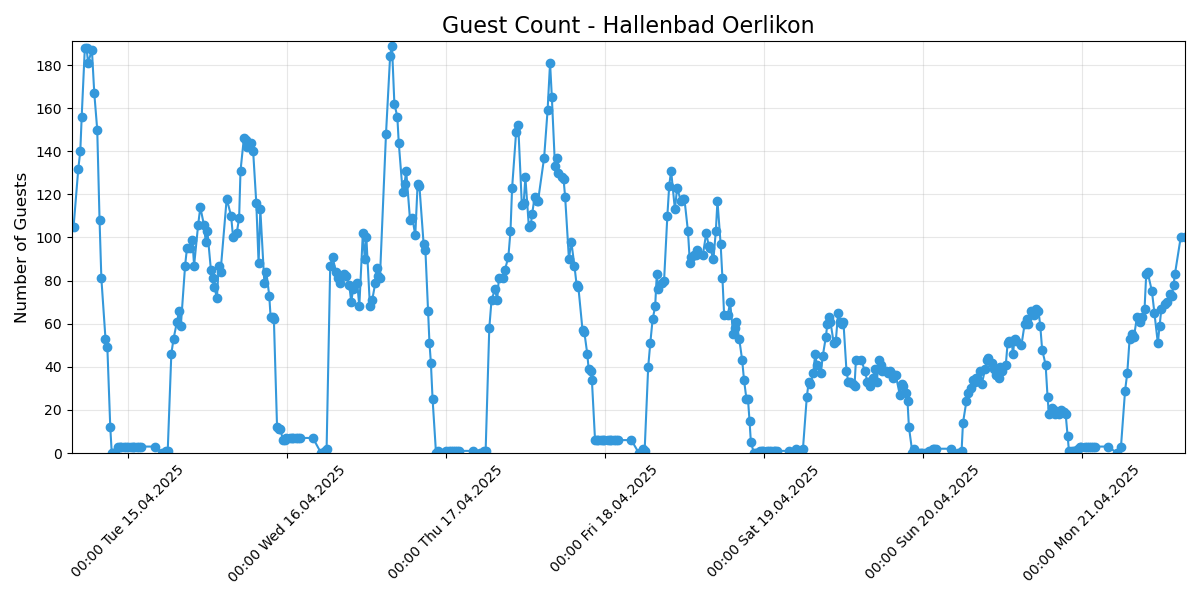 Guest Count - Hallenbad Oerlikon
Number of Guests
180
160
140
120
100
80
60
40
20
0
00:00 Tue 15.04.2025
00:00 Wed 16.04.2025
00:00 Thu 17.04.2025
00:00 Fri 18.04.2025
00:00 Sat 19.04.2025
00:00 Sun 20.04.2025
00:00 Mon 21.04.2025